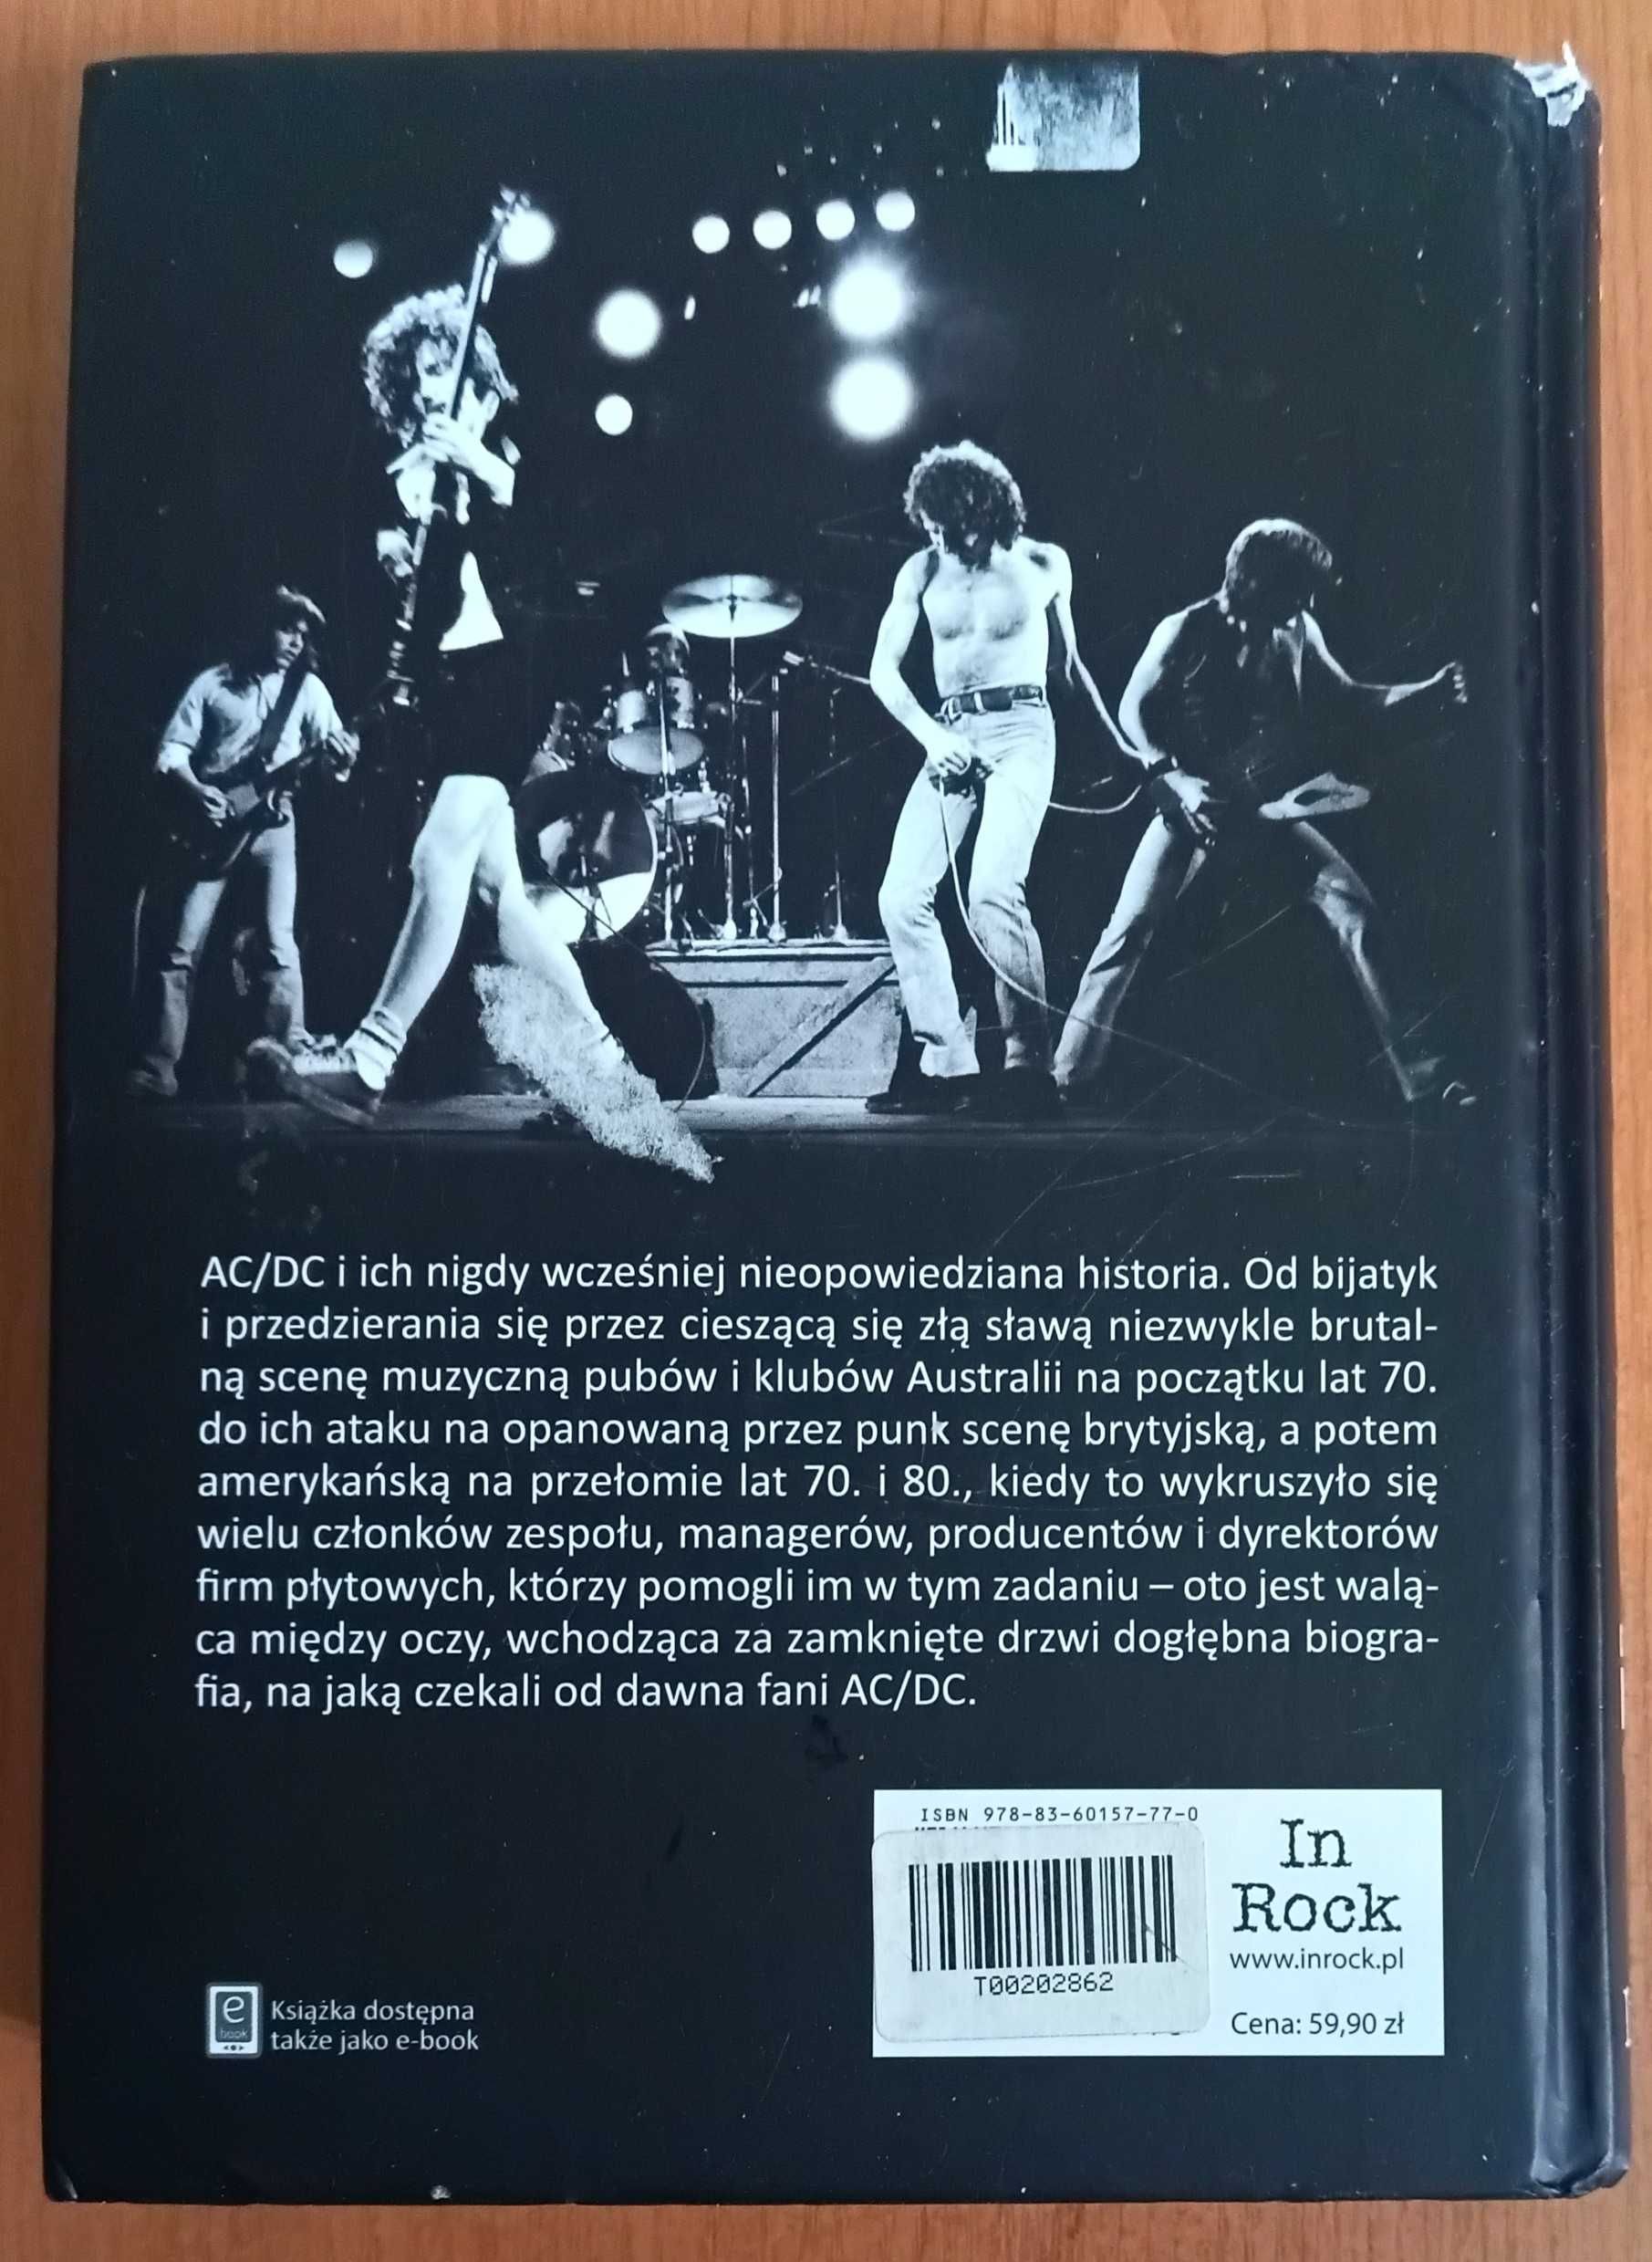 AC/DC i ich nigdy wcześniej nieopowiedziana historia. Od bijatyk
i przedzierania się przez cieszącą się złą sławą niezwykle brutal-
ną scenę muzyczną pubów i klubów Australii na początku lat 70.
do ich ataku na opanowaną przez punk scenę brytyjską, a potem
amerykańską na przełomie lat 70. i 80., kiedy to wykruszyło się
wielu członków zespołu, managerów, producentów i dyrektorów
firm płytowych, którzy pomogli im w tym zadaniu – oto jest walą-
ca między oczy, wchodząca za zamknięte drzwi dogłębna biogra-
fia, na jaką czekali od dawna fani AC/DC.
ISBN 978-83-60157-77-0
T00202862
In
Rock
www.inrock.pl
Cena: 59,90 zł
e
book
Książka dostępna
także jako e-book